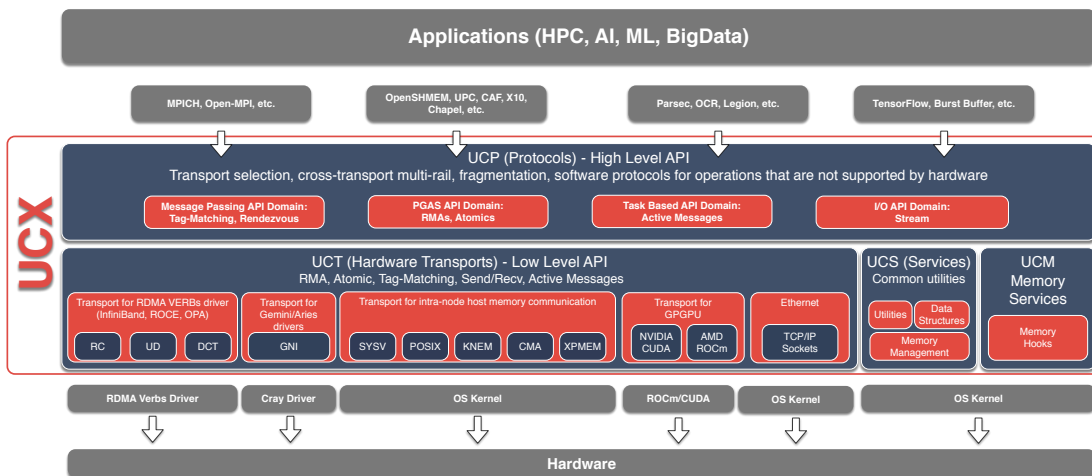 Applications (HPC, AI, ML, BigData)
MPICH, Open-MPI, etc.
OpenSHMEM, UPC, CAF, X10,
Chapel, etc.
Parsec, OCR, Legion, etc.
TensorFlow, Burst Buffer, etc.
UCX
UCP (Protocols) - High Level API
Transport selection, cross-transport multi-rail, fragmentation, software protocols for operations that are not supported by hardware
Message Passing API Domain:
Tag-Matching, Rendezvous
PGAS API Domain:
RMAs, Atomics
Task Based API Domain:
Active Messages
I/O API Domain:
Stream
UCT (Hardware Transports) - Low Level API
RMA, Atomic, Tag-Matching, Send/Recv, Active Messages
Transport for RDMA VERBs driver
(InfiniBand, ROCE, OPA)
RC
UD
DCT
Transport for
Gemini/Aries
drivers
GNI
Transport for intra-node host memory communication
SYSV
POSIX
KNEM
CMA
XPMEM
Transport for
GPGPU
NVIDIA
CUDA
AMD
ROCm
Ethernet
TCP/IP
Sockets
UCS (Services)
Common utilities
Utilities
Data
Structures
Memory
Management
UCM
Memory
Services
Memory
Hooks
RDMA Verbs Driver
Cray Driver
OS Kernel
ROCm/CUDA
OS Kernel
OS Kernel
Hardware